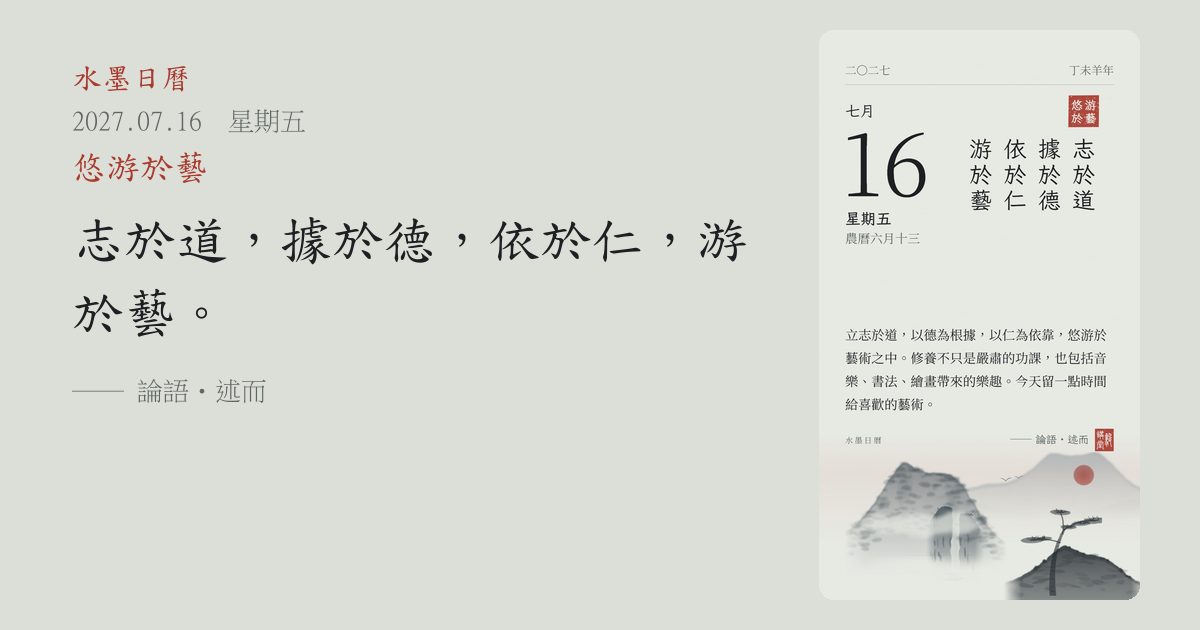 水墨日曆
2027.07.16 星期五
悠游於藝
志於道，據於德，依於仁，游
於藝。
—— 論語・述而
二〇二七
丁未羊年
七月
16
星期五
農曆六月十三
游藝
悠於
志於道
據於德
依於仁
游於藝
立志於道，以德為根據，以仁為依靠，悠游於
藝術之中。修養不只是嚴肅的功課，也包括音
樂、書法、繪畫帶來的樂趣。今天留一點時間
給喜歡的藝術。
水墨日曆
—— 論語・述而